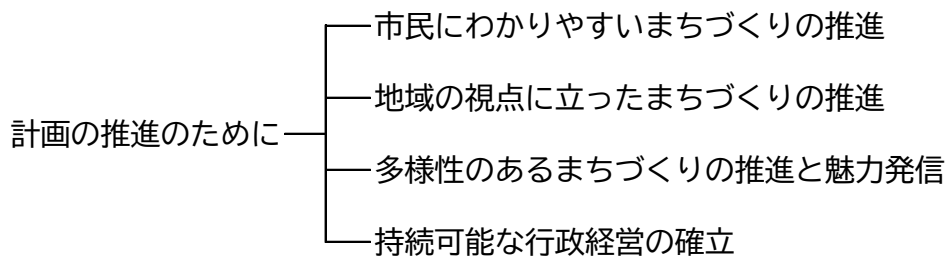 市民にわかりやすいまちづくりの推進
地域の視点に立ったまちづくりの推進
計画の推進のために
多様性のあるまちづくりの推進と魅力発信
持続可能な行政経営の確立